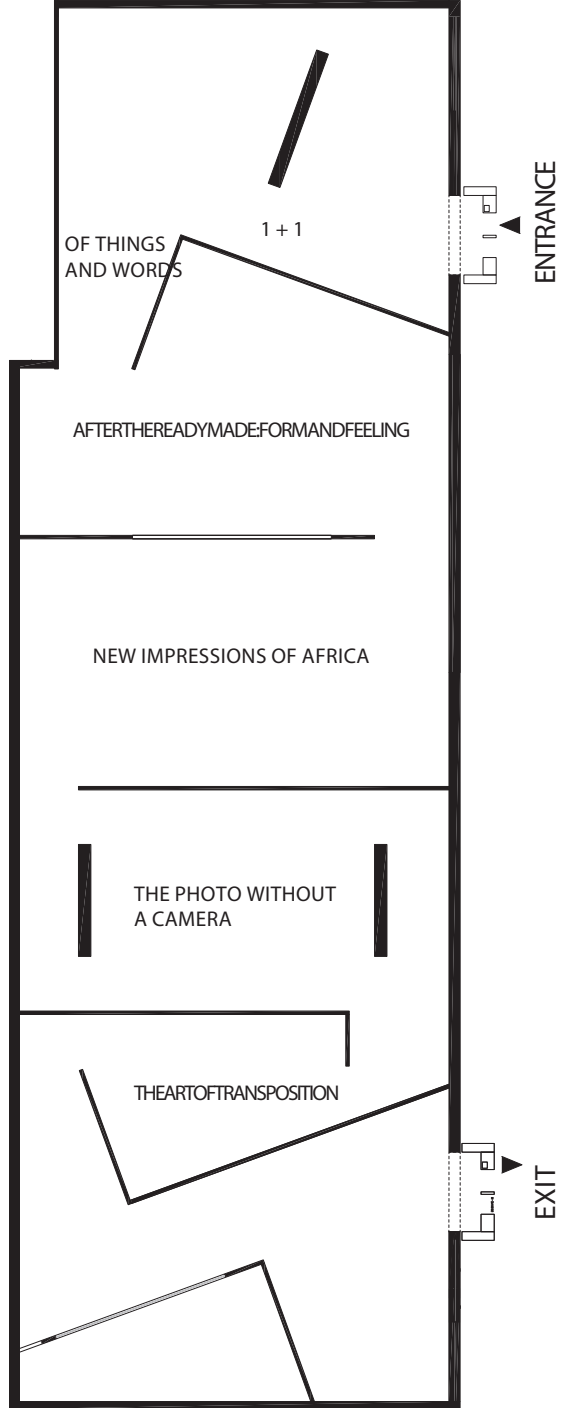 ENTRANCE
1 + 1
OF THINGS
AND WORDS
AFTERTHEREADYMADE:FORMANDFEELING
NEW IMPRESSIONS OF AFRICA
THE PHOTO WITHOUT
A CAMERA
THEARTOFTRANSPOSITION
EXIT